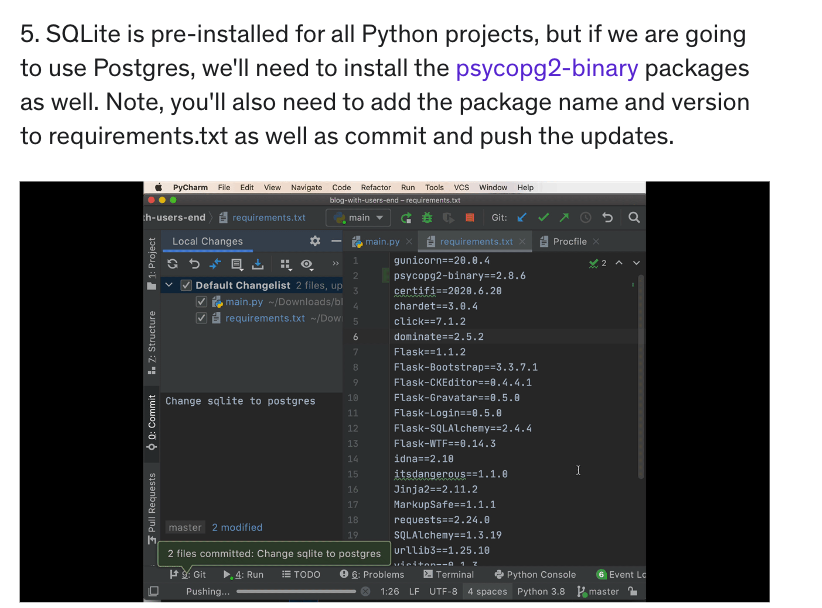 5. SQLite is pre-installed for all Python projects, but if we are going
to use Postgres, we'll need to install the psycopg2-binary packages
as well. Note, you'll also need to add the package name and version
to requirements.txt as well as commit and push the updates.
PyCharm File Edit View Navigate Code Refactor Run Tools VCS Window Help
blog-with-users-end – requirements.txt
h-users-end requirements.txt main Git:
1: Project
Local Changes
main.py requirements.txt Procfile
Default Changelist 2 files, up
main.py ~/Downloads/bl
requirements.txt ~/Dow
7: Structure
0: Commit
Pull Requests
Change sqlite to postgres
1 gunicorn==20.0.4
2 psycopg2-binary==2.8.6
3 certifi==2020.6.20
4 chardet==3.0.4
5 click==7.1.2
6 dominate==2.5.2
7 Flask==1.1.2
8 Flask-Bootstrap==3.3.7.1
9 Flask-CKEditor==0.4.4.1
10 Flask-Gravatar==0.5.0
11 Flask-Login==0.5.0
12 Flask-SQLAlchemy==2.4.4
13 Flask-WTF==0.14.3
14 idna==2.10
15 itsdangerous==1.1.0
16 Jinja2==2.11.2
17 MarkupSafe==1.1.1
18 requests==2.24.0
19 SQLAlchemy==1.3.19
urllib3==1.25.10
2
master 2 modified
2 files committed: Change sqlite to postgres
9: Git 4: Run TODO 6: Problems Terminal Python Console 6 Event Lo
Pushing... 1:26 LF UTF-8 4 spaces Python 3.8 master